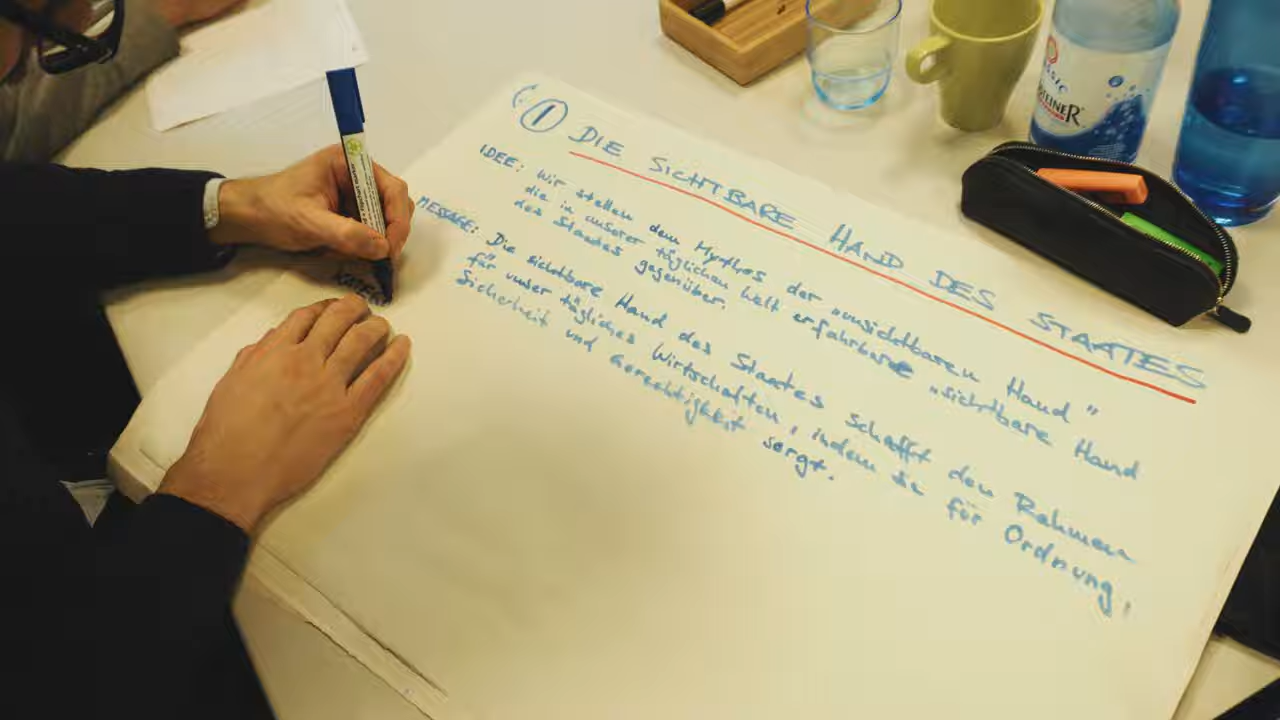 1 DIE SICHTBARE HAND DES STAATES
IDEE: Wir stellen dem Mythos der „unsichtbaren Hand"
die in unserer täglichen Welt erfahrbare „sichtbare Hand
des Staates gegenüber.
MESSAGE: Die sichtbare Hand des Staates schafft den Rahmen
für unser tägliches Wirtschaften, indem sie für Ordnung,
Sicherheit und Gerechtigkeit sorgt.